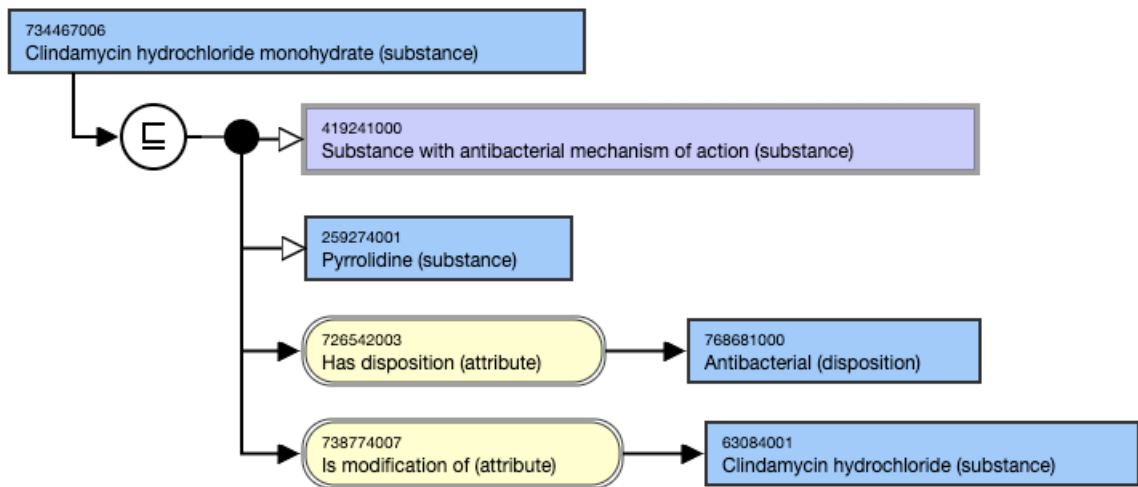 734467006
Clindamycin hydrochloride monohydrate (substance)
⊑
419241000
Substance with antibacterial mechanism of action (substance)
259274001
Pyrrolidine (substance)
726542003
Has disposition (attribute)
768681000
Antibacterial (disposition)
738774007
Is modification of (attribute)
63084001
Clindamycin hydrochloride (substance)